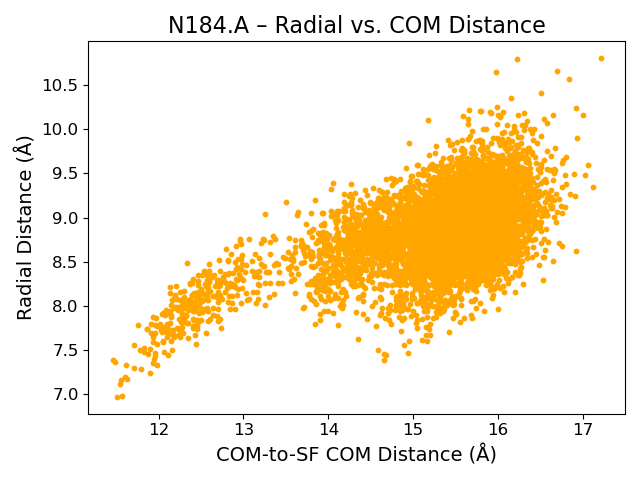 N184.A – Radial vs. COM Distance
Radial Distance (Å)
10.5
10.0
9.5
9.0
8.5
8.0
7.5
7.0
12 13 14 15 16 17
COM-to-SF COM Distance (Å)